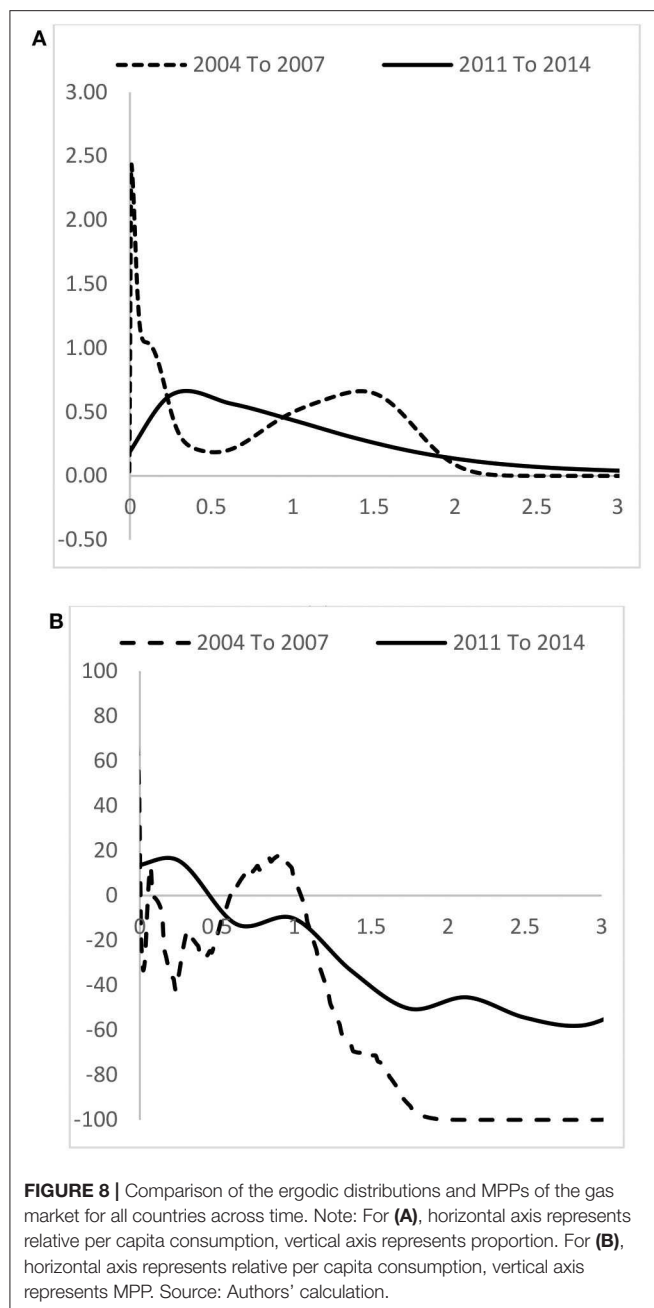 A
2004 To 2007 2011 To 2014
3.00
2.50
2.00
1.50
1.00
0.50
0.00
0 0.5 1 1.5 2 2.5 3
-0.50
B
2004 To 2007 2011 To 2014
100
80
60
40
20
0
0 0.5 1 1.5 2 2.5 3
-20
-40
-60
-80
-100
FIGURE 8 | Comparison of the ergodic distributions and MPPs of the gas
market for all countries across time. Note: For (A), horizontal axis represents
relative per capita consumption, vertical axis represents proportion. For (B),
horizontal axis represents relative per capita consumption, vertical axis
represents MPP. Source: Authors' calculation.